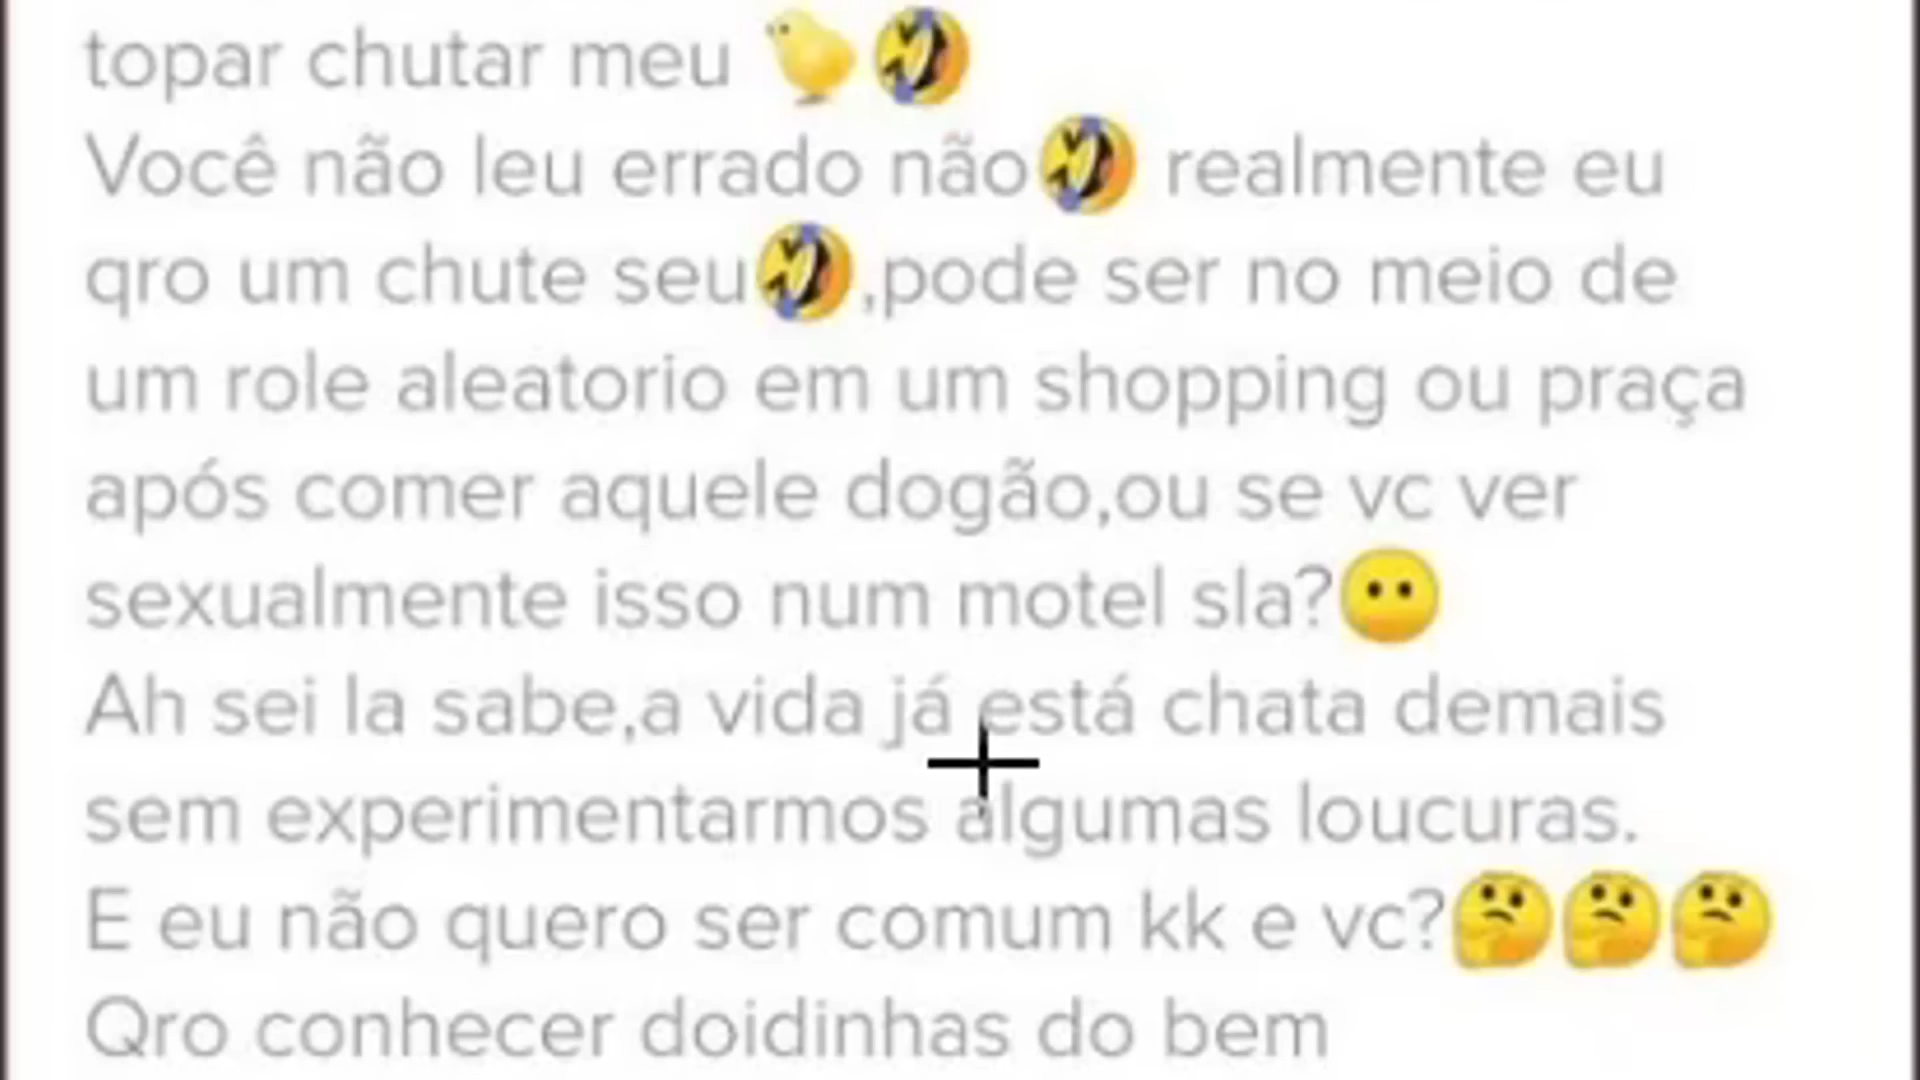 topar chutar meu 🐤🤣
Você não leu errado não🤣 realmente eu
qro um chute seu🤣,pode ser no meio de
um role aleatorio em um shopping ou praça
após comer aquele dogão,ou se vc ver
sexualmente isso num motel sla?😶
Ah sei la sabe,a vida já está chata demais
sem experimentarmos algumas loucuras.
E eu não quero ser comum kk e vc?🤔🤔🤔
Qro conhecer doidinhas do bem